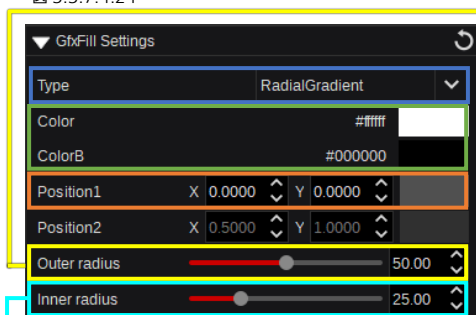 GfxFill Settings
Type RadialGradient
Color #ffffff
ColorB #000000
Position1 X 0.0000 Y 0.0000
Position2 X 0.5000 Y 1.0000
Outer radius 50.00
Inner radius 25.00